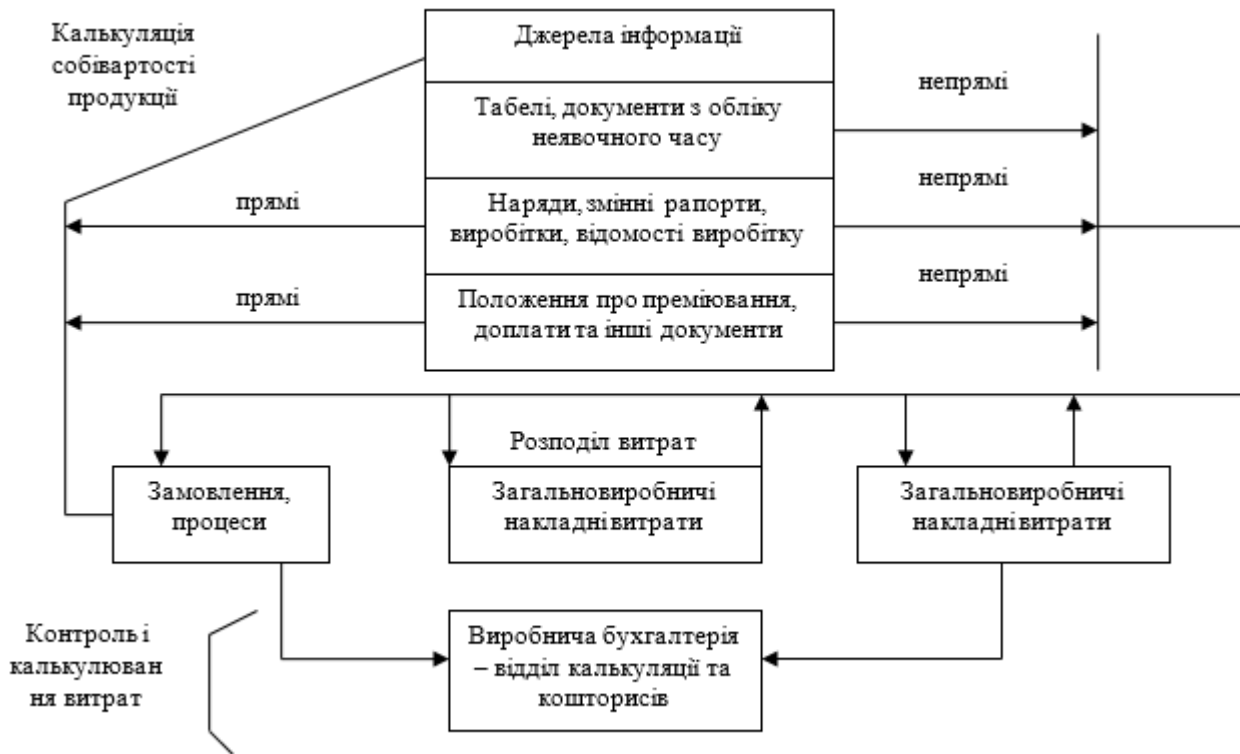 Калькуляція
собівартості
продукції
Джерела інформації
непрямі
Табелі, документи з обліку
неявочного часу
непрямі
прямі
Наряди, змінні рапорти,
виробітки, відомості виробітку
непрямі
прямі
Положення про преміювання,
доплати та інші документи
Розподіл витрат
Замовлення,
процеси
Загальновиробничі
накладні витрати
Загальновиробничі
накладні витрати
Контроль і
калькулюван
ня витрат
Виробнича бухгалтерія
– відділ калькуляції та
кошторисів